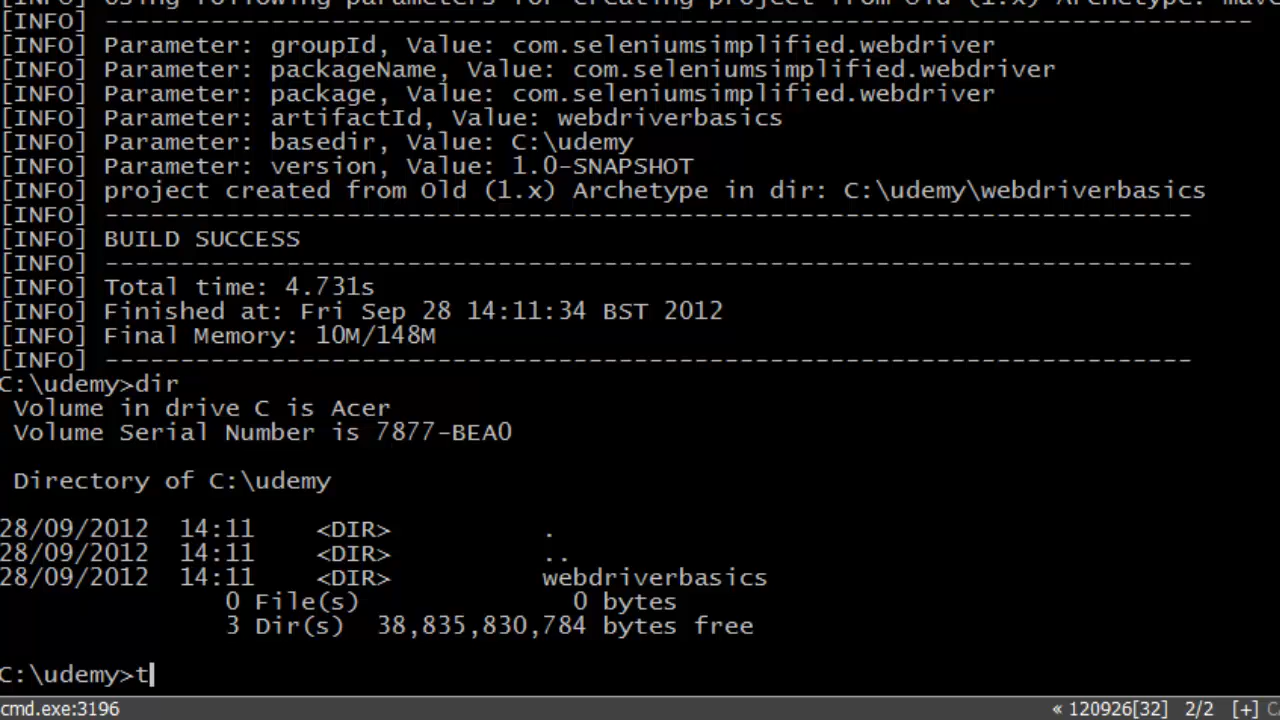 [INFO] Using following parameters for creating project from Old (1.x) Archetype:
[INFO] ----------------------------------------------------------------------------
[INFO] Parameter: groupId, Value: com.seleniumsimplified.webdriver
[INFO] Parameter: packageName, Value: com.seleniumsimplified.webdriver
[INFO] Parameter: package, Value: com.seleniumsimplified.webdriver
[INFO] Parameter: artifactId, Value: webdriverbasics
[INFO] Parameter: basedir, Value: C:\udemy
[INFO] Parameter: version, Value: 1.0-SNAPSHOT
[INFO] project created from Old (1.x) Archetype in dir: C:\udemy\webdriverbasics
[INFO] ------------------------------------------------------------------------
[INFO] BUILD SUCCESS
[INFO] ------------------------------------------------------------------------
[INFO] Total time: 4.731s
[INFO] Finished at: Fri Sep 28 14:11:34 BST 2012
[INFO] Final Memory: 10M/148M
[INFO] ------------------------------------------------------------------------
C:\udemy>dir
Volume in drive C is Acer
Volume Serial Number is 7877-BEA0
Directory of C:\udemy
28/09/2012  14:11    <DIR>          .
28/09/2012  14:11    <DIR>          ..
28/09/2012  14:11    <DIR>          webdriverbasics
0 File(s)              0 bytes
3 Dir(s)  38,835,830,784 bytes free
C:\udemy>t
cmd.exe:3196 « 120926[32] 2/2 [+]